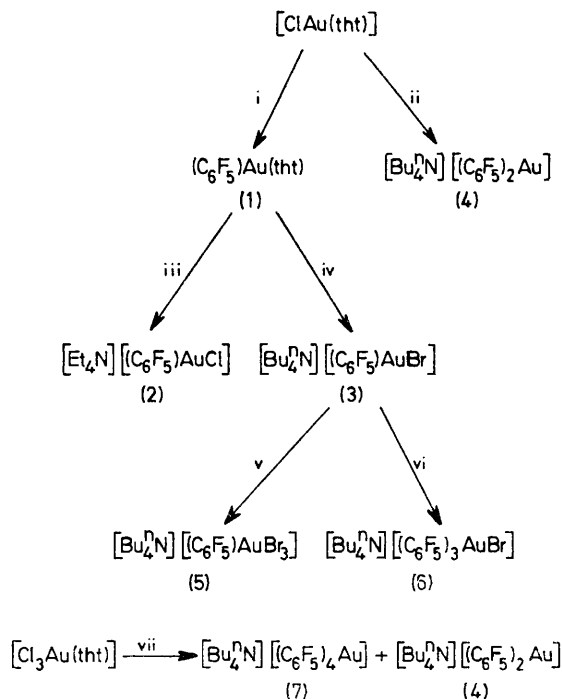 [ClAu(tht)]
i ii
(C₆F₅)Au(tht) [Bu₄ⁿN][(C₆F₅)₂Au]
(1) (4)
iii iv
[Et₄N][(C₆F₅)AuCl] [Bu₄ⁿN][(C₆F₅)AuBr]
(2) (3)
v vi
[Bu₄ⁿN][(C₆F₅)AuBr₃] [Bu₄ⁿN][(C₆F₅)₃AuBr]
(5) (6)
[Cl₃Au(tht)] vii [Bu₄ⁿN][(C₆F₅)₄Au] + [Bu₄ⁿN][(C₆F₅)₂Au]
(7) (4)